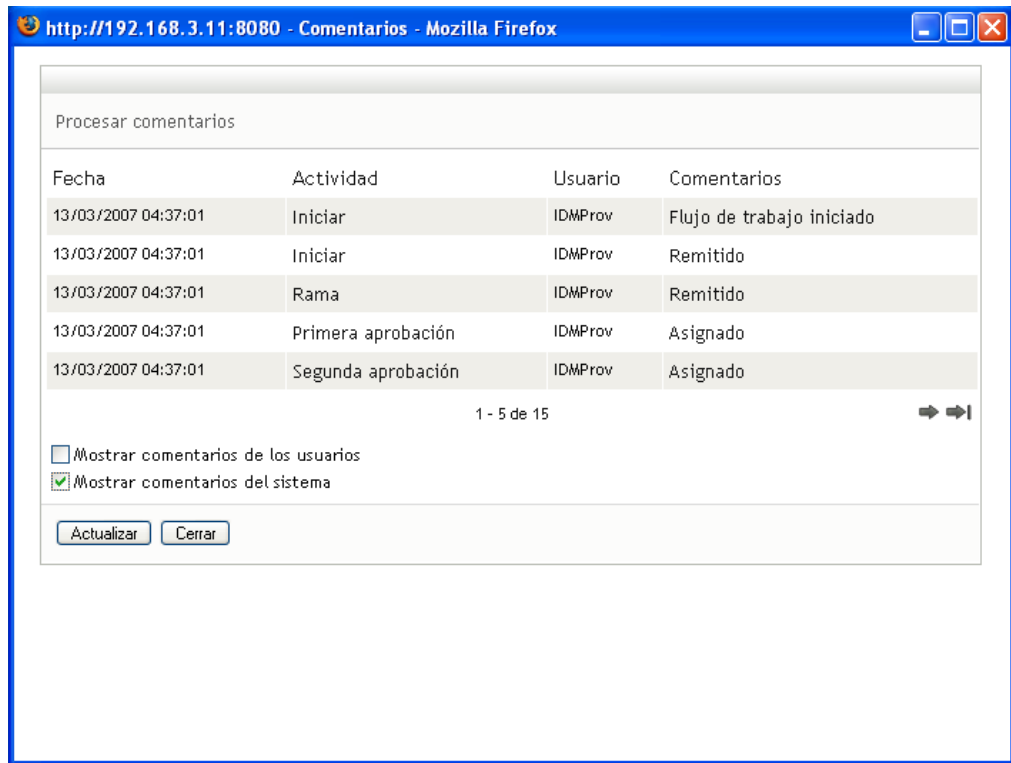 http://192.168.3.11:8080 - Comentarios - Mozilla Firefox
Procesar comentarios
Fecha Actividad Usuario Comentarios
13/03/2007 04:37:01 Iniciar IDMProv Flujo de trabajo iniciado
13/03/2007 04:37:01 Iniciar IDMProv Remitido
13/03/2007 04:37:01 Rama IDMProv Remitido
13/03/2007 04:37:01 Primera aprobación IDMProv Asignado
13/03/2007 04:37:01 Segunda aprobación IDMProv Asignado
1 - 5 de 15
Mostrar comentarios de los usuarios
Mostrar comentarios del sistema
Actualizar Cerrar